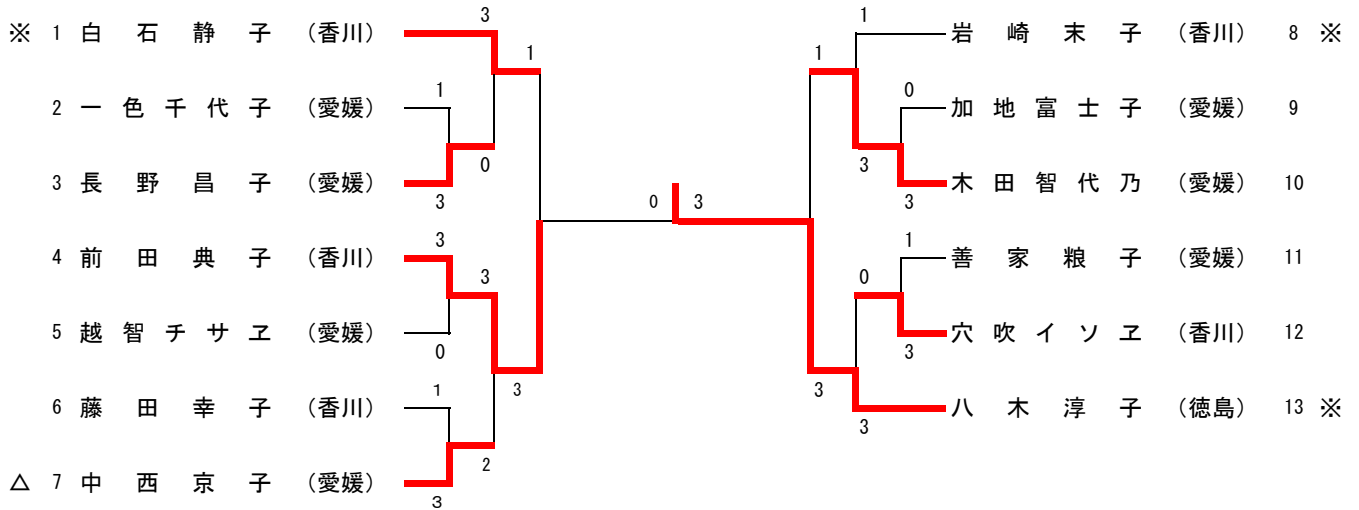 3
1
※ 1 白石静子 (香川)
岩崎末子 (香川) 8 ※
1
1
1
0
2 一色千代子 (愛媛)
加地富士子 (愛媛) 9
0
3
3 長野昌子 (愛媛)
木田智代乃 (愛媛) 10
3
3
0 3
3
1
4 前田典子 (香川)
善家粮子 (愛媛) 11
3
0
5 越智チサヱ (愛媛)
穴吹イソヱ (香川) 12
0
3
1
3
3
6 藤田幸子 (香川)
八木淳子 (徳島) 13 ※
3
2
△ 7 中西京子 (愛媛)
3